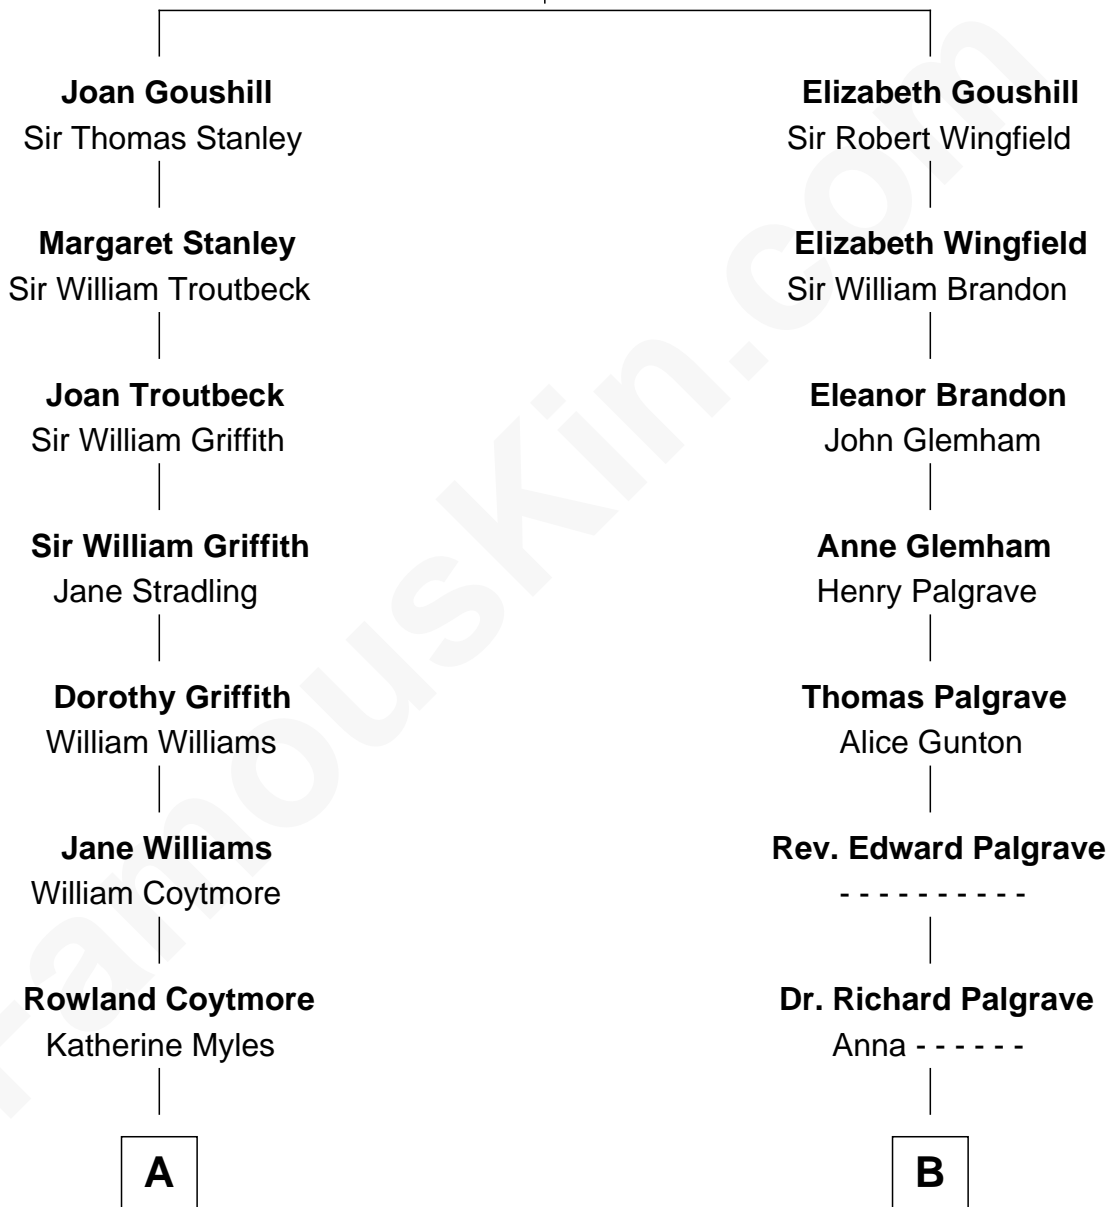 Joan Goushill
Sir Thomas Stanley
Margaret Stanley
Sir William Troutbeck
Joan Troutbeck
Sir William Griffith
Sir William Griffith
Jane Stradling
Dorothy Griffith
William Williams
Jane Williams
William Coytmore
Rowland Coytmore
Katherine Myles
A
Elizabeth Goushill
Sir Robert Wingfield
Elizabeth Wingfield
Sir William Brandon
Eleanor Brandon
John Glemham
Anne Glemham
Henry Palgrave
Thomas Palgrave
Alice Gunton
Rev. Edward Palgrave
- - - - - - - - - -
Dr. Richard Palgrave
Anna - - - - - -
B
FamousKin.com